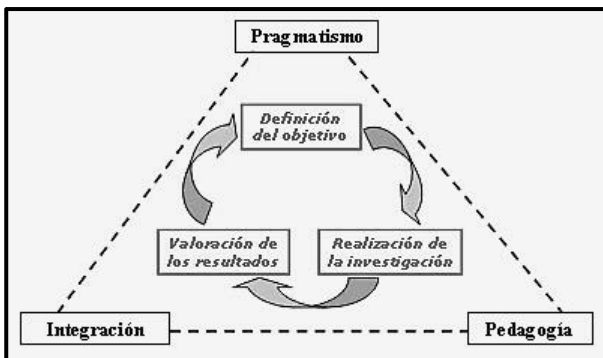 Pragmatismo
Definición
del objetivo
Valoración de
los resultados
Realización de
la investigación
Integración
Pedagogía